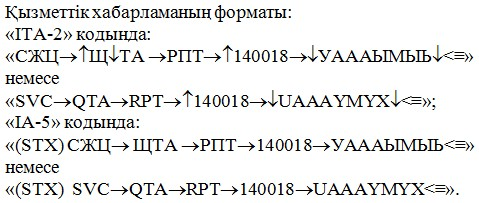 Қызметтік хабарламаның форматы:
«ІТА-2» кодында:
«СЖЦ→↑Щ↓ТА→РПТ→↑140018→↓УАААЫМЫЬ↓<≡»
немесе
«SVC→QTA→RPT→↑140018→↓UAAAYMYX↓<≡»;
«IA-5» кодында:
«(STX) СЖЦ→ ЩТА →РПТ→140018→УАААЫМЫЬ<≡»
немесе
«(STX) SVC→QTA→RPT→140018→UAAAYMYX<≡».